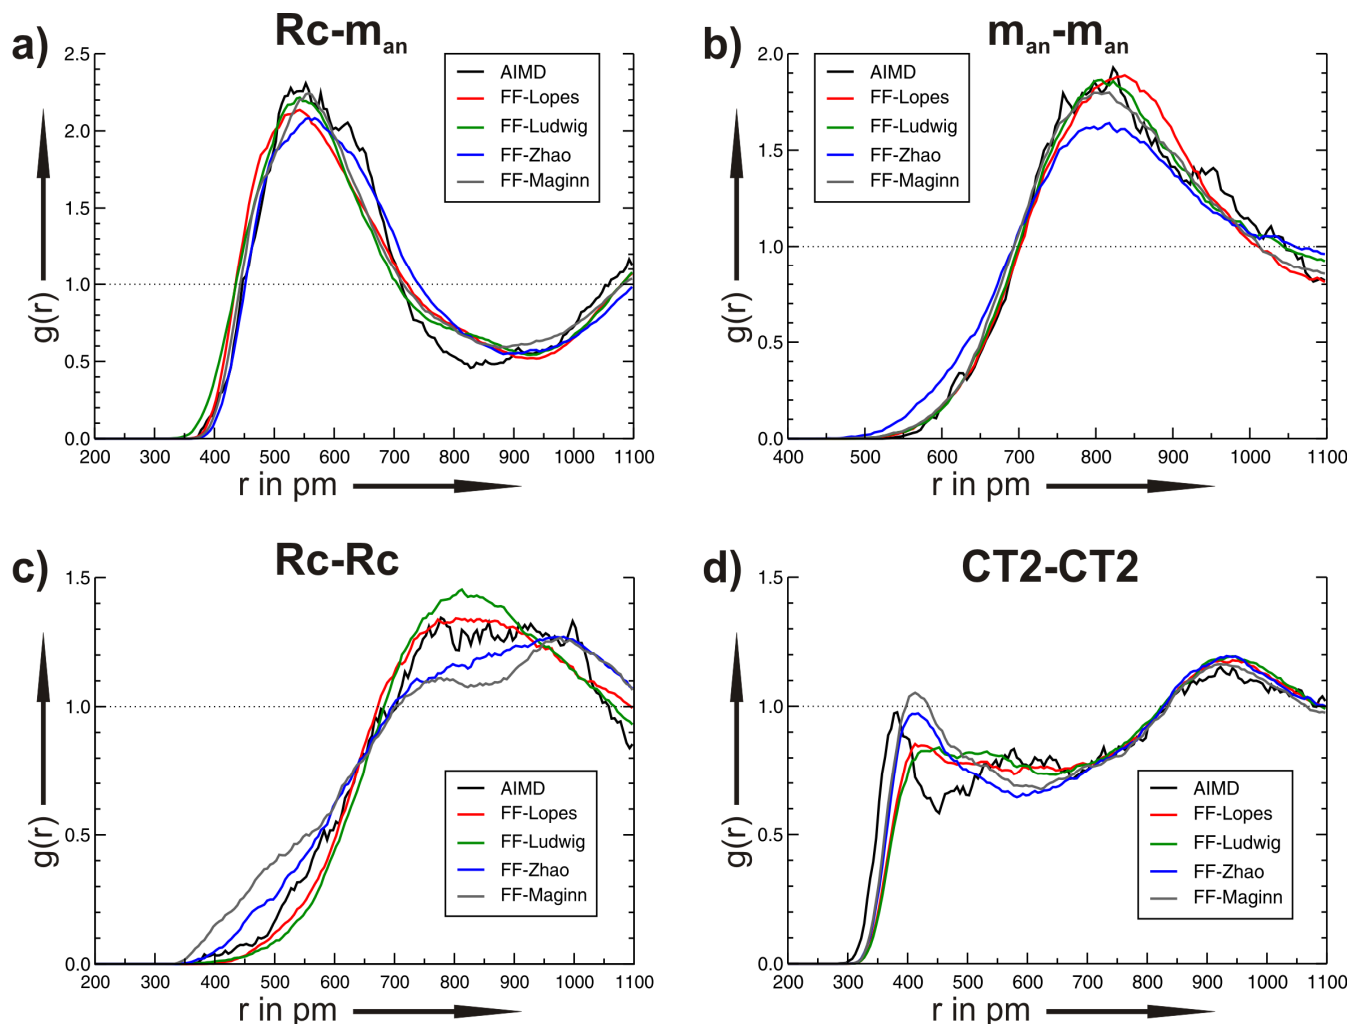 a) Rc-man
2.5
2.0
1.5
1.0
0.5
0.0
g(r)
AIMD
FF-Lopes
FF-Ludwig
FF-Zhao
FF-Maginn
200 300 400 500 600 700 800 900 1000 1100
r in pm
b) man-man
2.0
1.5
1.0
0.5
0.0
g(r)
AIMD
FF-Lopes
FF-Ludwig
FF-Zhao
FF-Maginn
400 500 600 700 800 900 1000 1100
r in pm
c) Rc-Rc
1.5
1.0
0.5
0.0
g(r)
AIMD
FF-Lopes
FF-Ludwig
FF-Zhao
FF-Maginn
200 300 400 500 600 700 800 900 1000 1100
r in pm
d) CT2-CT2
1.5
1.0
0.5
0.0
g(r)
AIMD
FF-Lopes
FF-Ludwig
FF-Zhao
FF-Maginn
200 300 400 500 600 700 800 900 1000 1100
r in pm